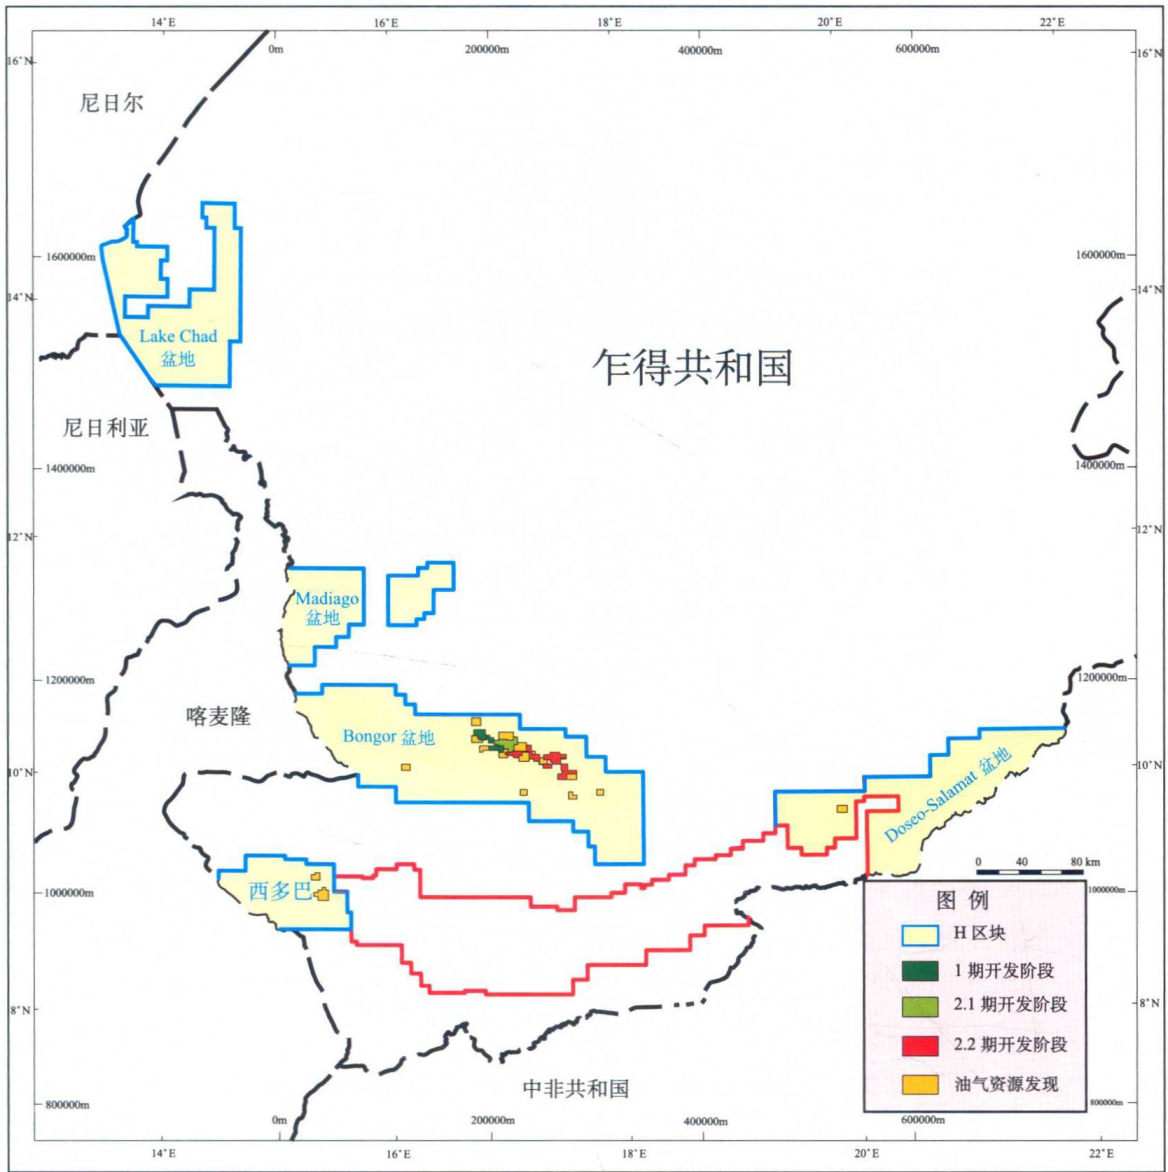 14°E 16°E 18°E 20°E 22°E
0m 200000m 400000m 600000m
16°N 16°N
尼日尔
1600000m 1600000m
14°N 14°N
Lake Chad
盆地
乍得共和国
尼日利亚
1400000m 1400000m
12°N 12°N
Madiago
盆地
1200000m 1200000m
喀麦隆
Bongor 盆地
10°N 10°N
Doseo-Salamat 盆地
0 40 80 km
西多巴
1000000m 1000000m
图 例
H 区块
1 期开发阶段
2.1 期开发阶段
8°N 8°N
2.2 期开发阶段
油气资源发现
中非共和国
800000m 800000m
0m 200000m 400000m 600000m
14°E 16°E 18°E 20°E 22°E